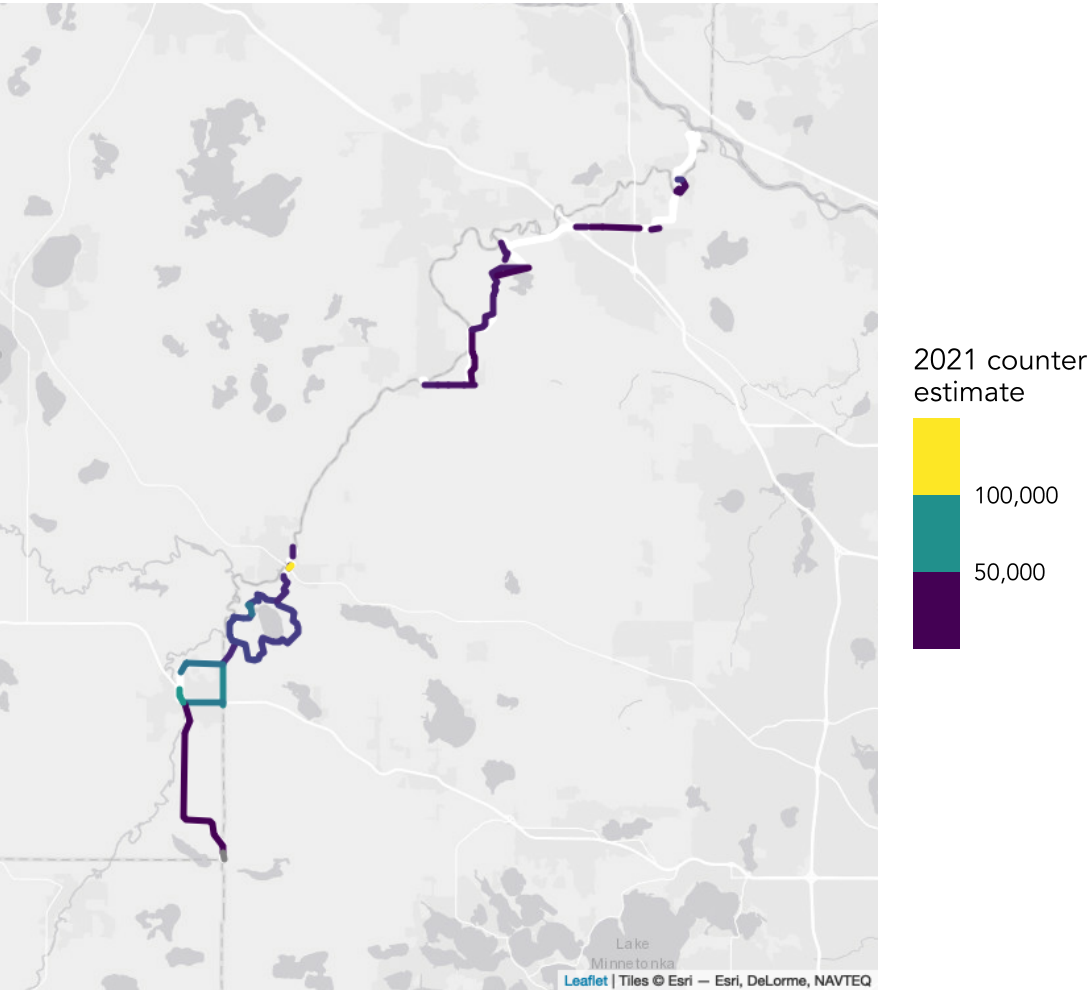 2021 counter
estimate
100,000
50,000
Lake
Minnetonka
Leaflet | Tiles © Esri — Esri, DeLorme, NAVTEQ